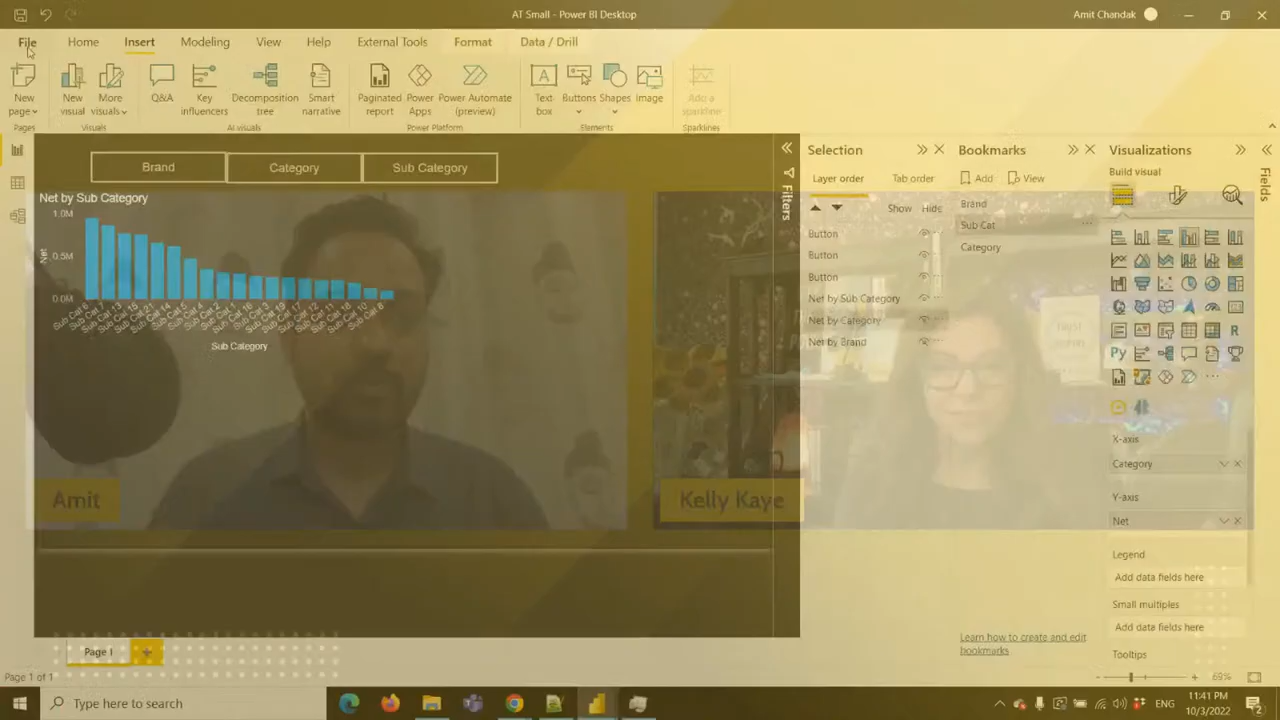 AT Small - Power BI Desktop
Amit Chandak
File Home Insert Modeling View Help External Tools Format Data / Drill
New page
New visual
More visuals
Q&A
Key influencers
Decomposition tree
Smart narrative
Paginated report
Power Apps
Power Automate (preview)
Text box
Buttons
Shapes
Image
Add a sparkline
Pages
Visuals
AI visuals
Power Platform
Elements
Sparklines
Brand
Category
Sub Category
Net by Sub Category
1.0M
0.5M
0.0M
Net
Sub Category
Filters
Selection
Layer order
Tab order
Show
Hide
Button
Button
Button
Net by Sub Category
Net by Category
Net by Brand
Bookmarks
Add
View
Brand
Sub Cat
Category
Learn how to create and edit
bookmarks
Visualizations
Build visual
R
Py
X-axis
Category
Y-axis
Net
Legend
Add data fields here
Small multiples
Add data fields here
Tooltips
Fields
Amit
Kelly Kaye
Page 1
Page 1 of 1
69%
Type here to search
ENG
11:41 PM
10/3/2022